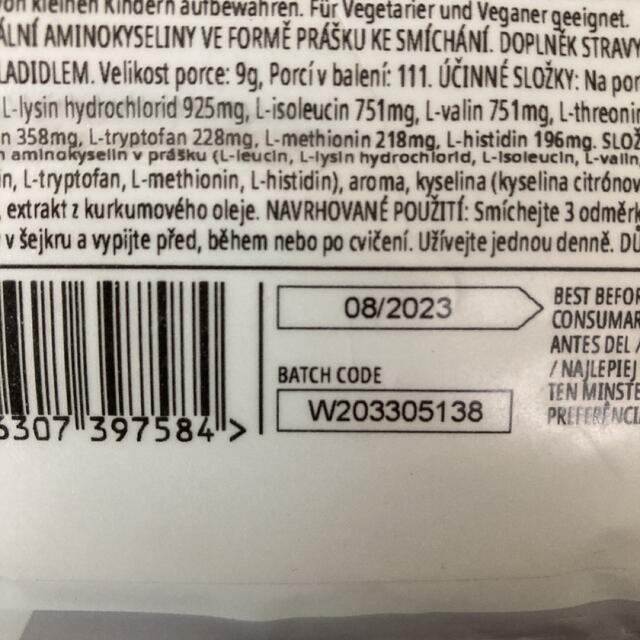 von kleinen Kindern aufbewahren. Für Vegetarier und Veganer geeignet.
ÁLNÍ AMINOKYSELINY VE FORMĚ PRÁŠKU KE SMÍCHÁNÍ. DOPLNĚK STRAVY
LADIDLEM. Velikost porce: 9g, Porcí v balení: 111. ÚČINNÉ SLOŽKY: Na por
L-lysin hydrochlorid 925mg, L-isoleucin 751mg, L-valin 751mg, L-threonin
n 358mg, L-tryptofan 228mg, L-methionin 218mg, L-histidin 196mg. SLOŽ
n aminokyselin v prášku (L-leucin, L-lysin hydrochlorid, L-isoleucin, L-valin,
in, L-tryptofan, L-methionin, L-histidin), aroma, kyselina (kyselina citrónov
, extrakt z kurkumového oleje. NAVRHOVANÉ POUŽITÍ: Smíchejte 3 odměrk
v šejkru a vypijte před, během nebo po cvičení. Užívejte jednou denně. DŮ
08/2023
BEST BEFOR
CONSUMAR
ANTES DEL /
/ NAJLEPIEJ
TEN MINSTE
PREFERÊNCIA
BATCH CODE
W203305138
6307 397584 >